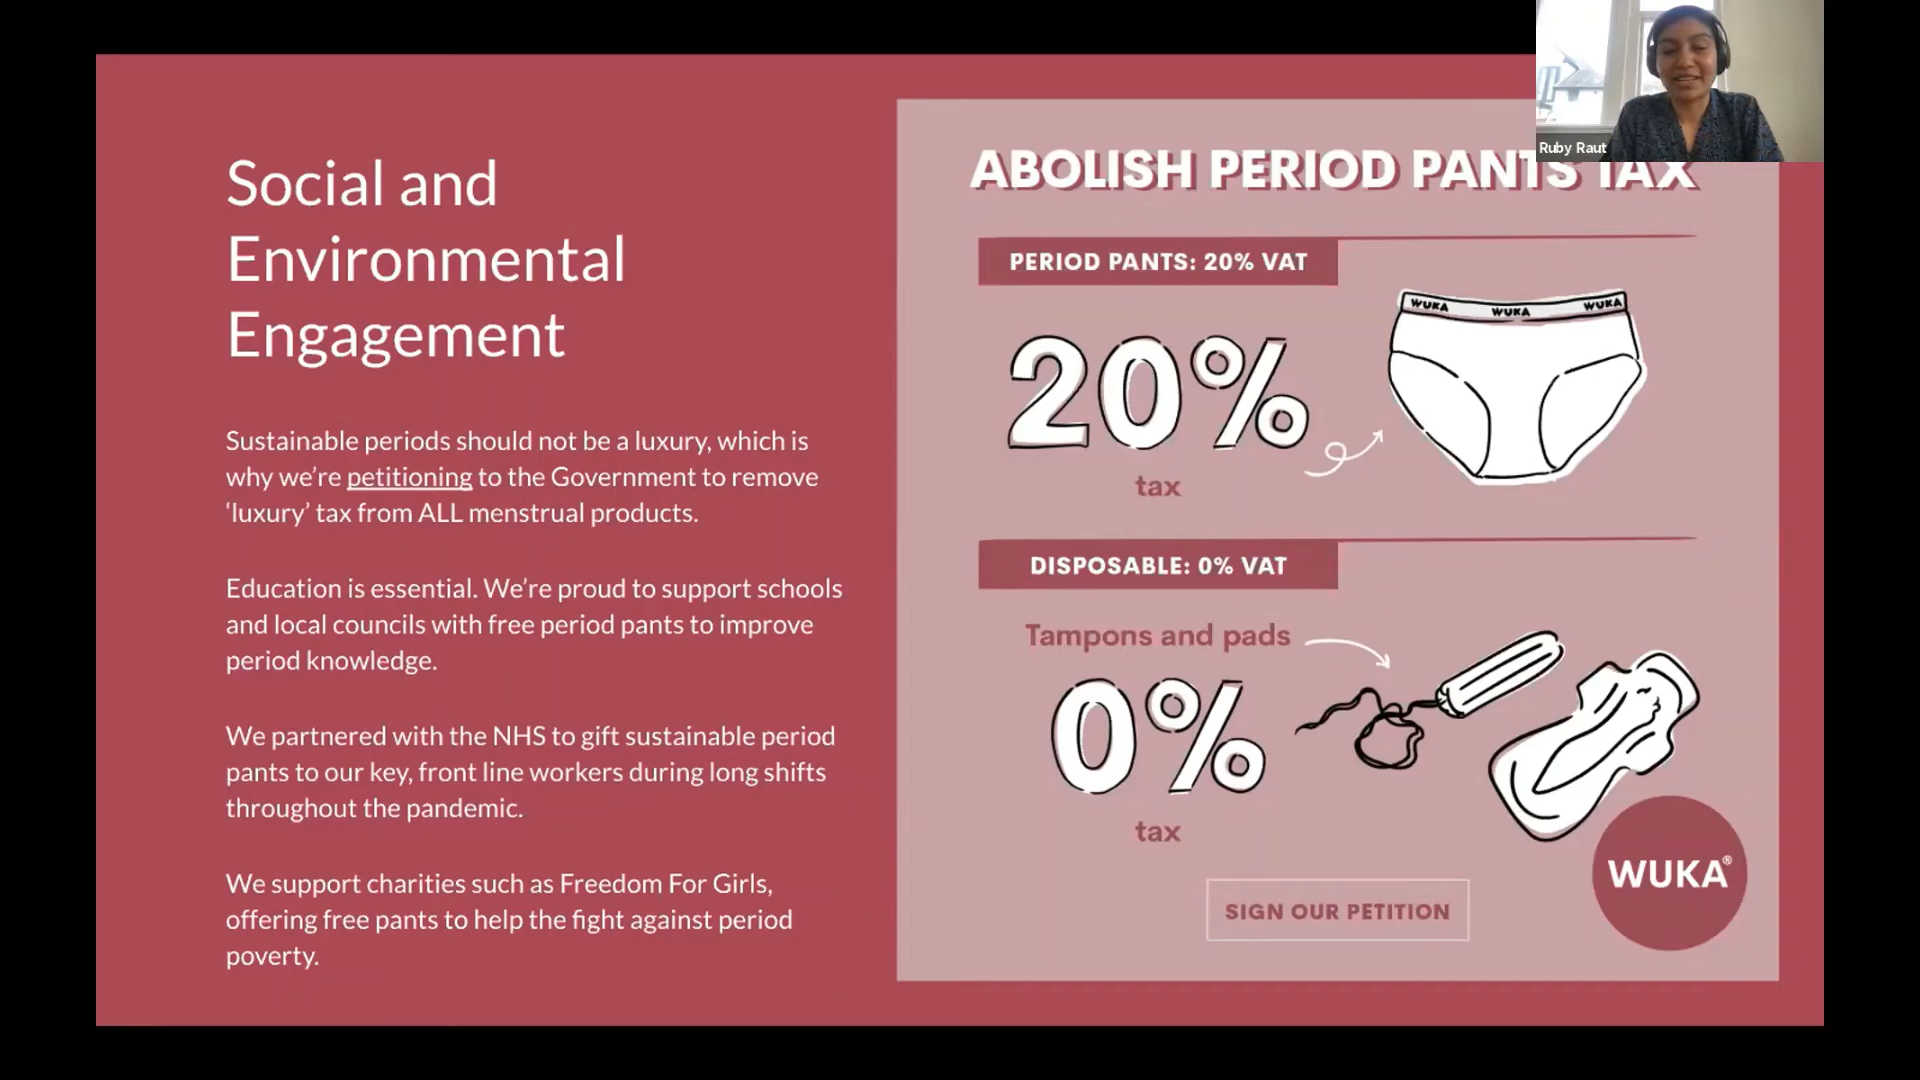 Social and
Environmental
Engagement
Sustainable periods should not be a luxury, which is
why we’re petitioning to the Government to remove
‘luxury’ tax from ALL menstrual products.
Education is essential. We’re proud to support schools
and local councils with free period pants to improve
period knowledge.
We partnered with the NHS to gift sustainable period
pants to our key, front line workers during long shifts
throughout the pandemic.
We support charities such as Freedom For Girls,
offering free pants to help the fight against period
poverty.
Ruby Raut
ABOLISH PERIOD PANTS TAX
PERIOD PANTS: 20% VAT
WUKA WUKA WUKA
20%
tax
DISPOSABLE: 0% VAT
Tampons and pads
0%
tax
SIGN OUR PETITION
WUKA®